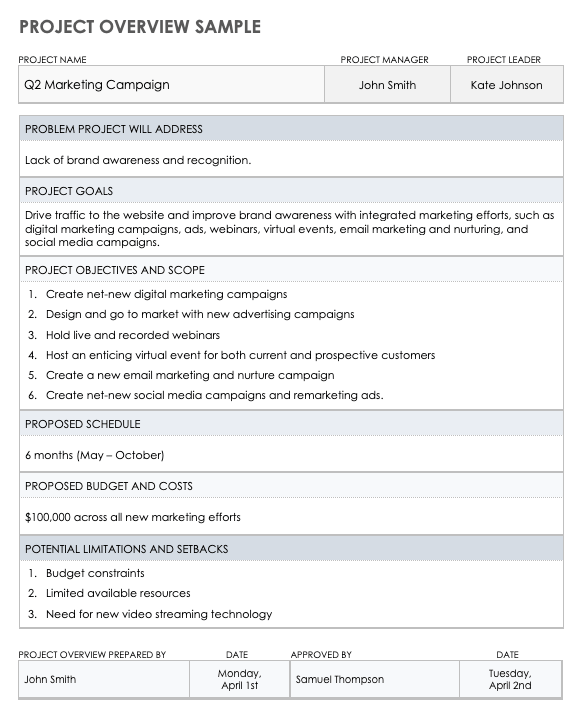 PROJECT OVERVIEW SAMPLE
PROJECT NAME PROJECT MANAGER PROJECT LEADER
Q2 Marketing Campaign John Smith Kate Johnson
PROBLEM PROJECT WILL ADDRESS
Lack of brand awareness and recognition.
PROJECT GOALS
Drive traffic to the website and improve brand awareness with integrated marketing efforts, such as
digital marketing campaigns, ads, webinars, virtual events, email marketing and nurturing, and
social media campaigns.
PROJECT OBJECTIVES AND SCOPE
1. Create net-new digital marketing campaigns
2. Design and go to market with new advertising campaigns
3. Hold live and recorded webinars
4. Host an enticing virtual event for both current and prospective customers
5. Create a new email marketing and nurture campaign
6. Create net-new social media campaigns and remarketing ads.
PROPOSED SCHEDULE
6 months (May – October)
PROPOSED BUDGET AND COSTS
$100,000 across all new marketing efforts
POTENTIAL LIMITATIONS AND SETBACKS
1. Budget constraints
2. Limited available resources
3. Need for new video streaming technology
PROJECT OVERVIEW PREPARED BY DATE APPROVED BY DATE
John Smith Monday, April 1st Samuel Thompson Tuesday, April 2nd